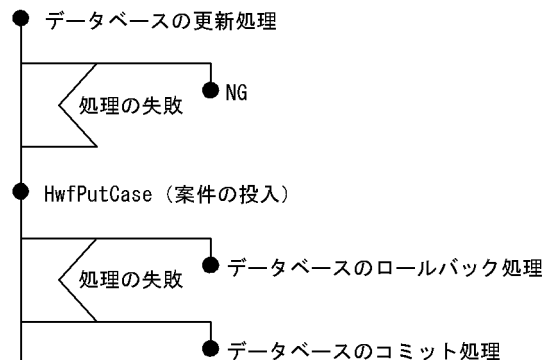 データベースの更新処理
NG
処理の失敗
HwfPutCase（案件の投入）
データベースのロールバック処理
処理の失敗
データベースのコミット処理